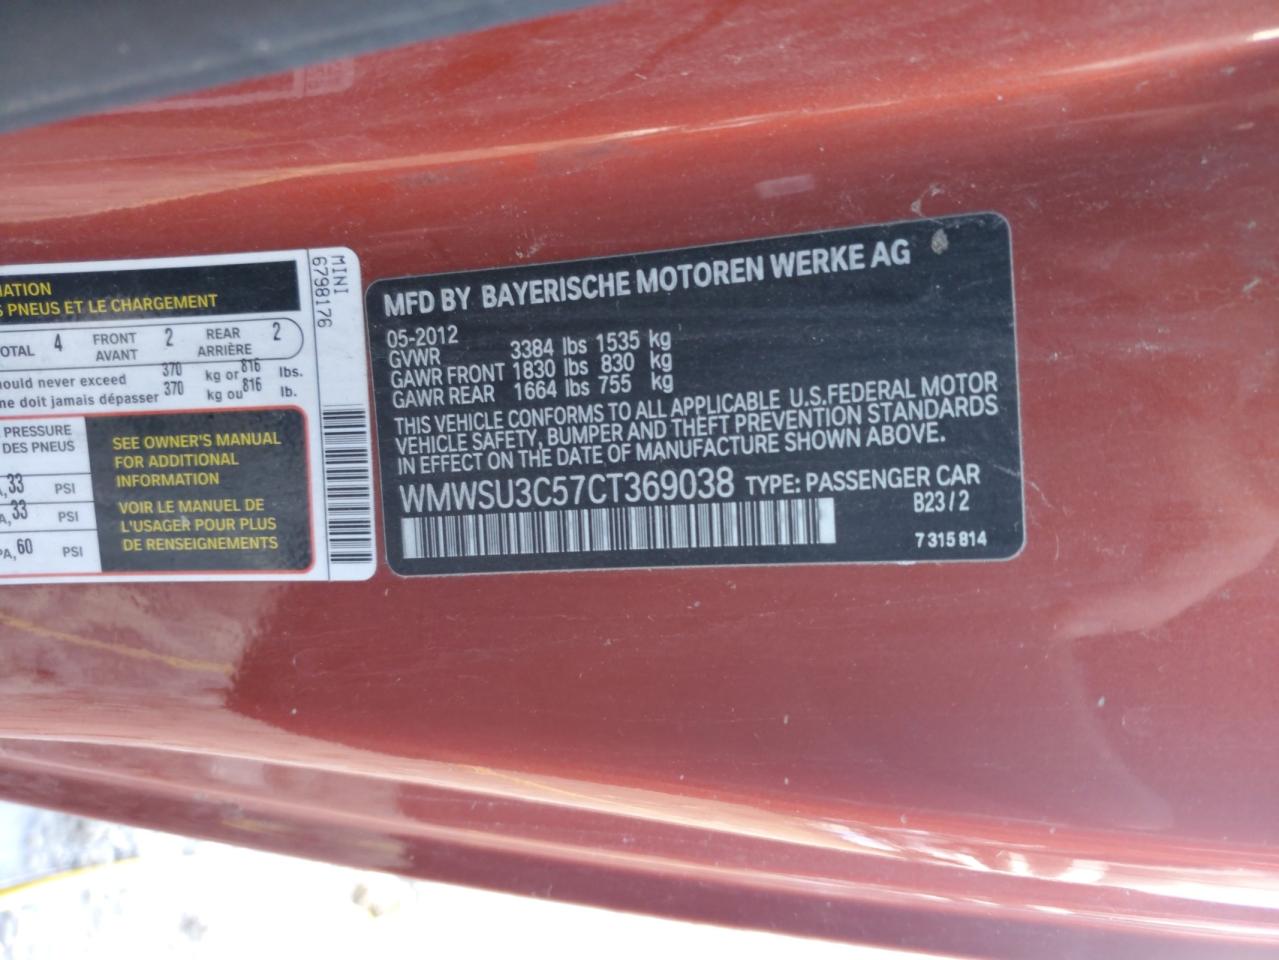 IATION
S PNEUS ET LE CHARGEMENT
OTAL 4 FRONT 2 REAR 2
AVANT ARRIÈRE
ould never exceed 370 kg or 816 lbs.
ne doit jamais dépasser 370 kg ou 816 lb.
PRESSURE
DES PNEUS
A, 33 PSI
A, 33 PSI
PA, 60 PSI
SEE OWNER'S MANUAL
FOR ADDITIONAL
INFORMATION
VOIR LE MANUEL DE
L'USAGER POUR PLUS
DE RENSEIGNEMENTS
MINI
6798176
MFD BY BAYERISCHE MOTOREN WERKE AG
05-2012
GVWR 3384 lbs 1535 kg
GAWR FRONT 1830 lbs 830 kg
GAWR REAR 1664 lbs 755 kg
THIS VEHICLE CONFORMS TO ALL APPLICABLE U.S.FEDERAL MOTOR
VEHICLE SAFETY, BUMPER AND THEFT PREVENTION STANDARDS
IN EFFECT ON THE DATE OF MANUFACTURE SHOWN ABOVE.
WMWSU3C57CT369038 TYPE: PASSENGER CAR
B23/2
7 315 814